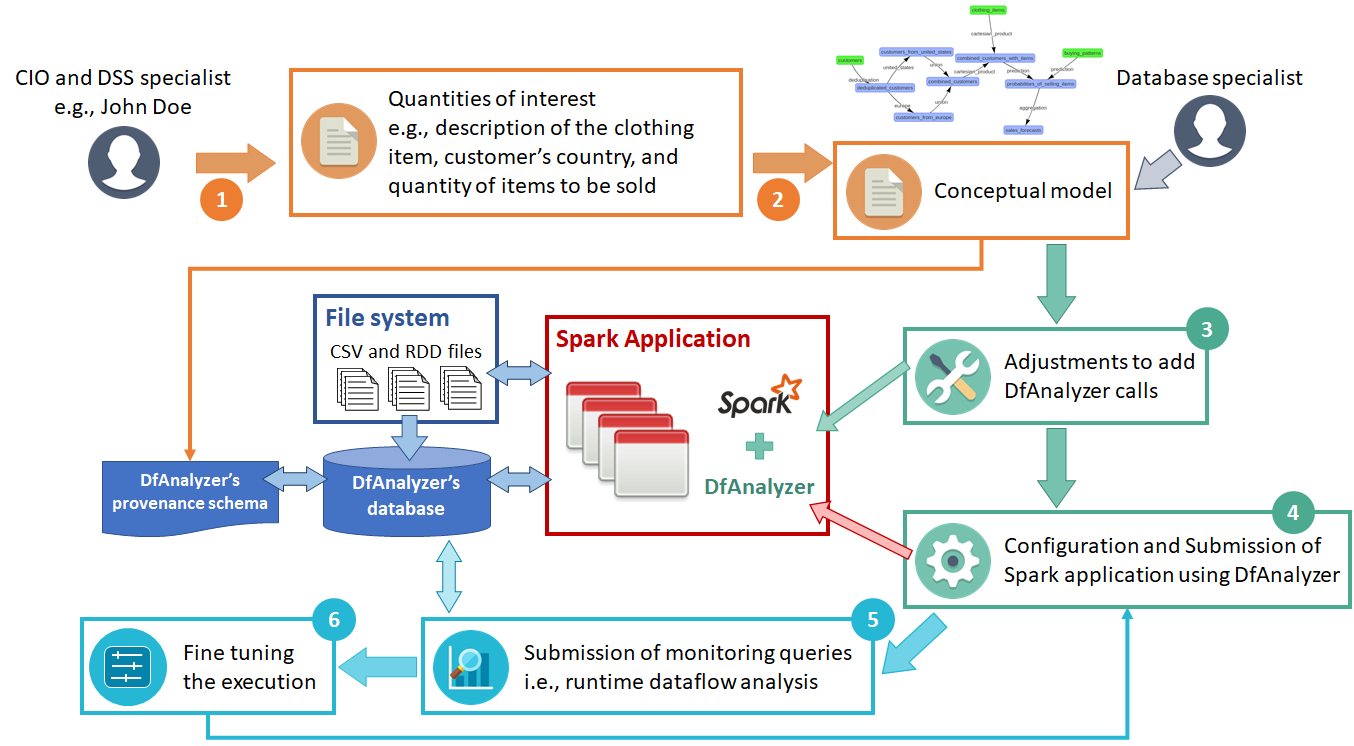 clothing_items
cartesian_product
customers_from_united_states
buying_patterns
customers
combined_customers_with_items
united_states
union
prediction
prediction
cartesian_product
deduplication
combined_customers
probabilities_of_selling_items
deduplicated_customers
europe
union
aggregation
customers_from_europe
sales_forecasts
CIO and DSS specialist
e.g., John Doe
1
Quantities of interest
e.g., description of the clothing
item, customer’s country, and
quantity of items to be sold
2
Conceptual model
Database specialist
File system
CSV and RDD files
Spark Application
Spark
DfAnalyzer
3
Adjustments to add
DfAnalyzer calls
DfAnalyzer’s
provenance schema
DfAnalyzer’s
database
4
Configuration and Submission of
Spark application using DfAnalyzer
5
Submission of monitoring queries
i.e., runtime dataflow analysis
6
Fine tuning
the execution